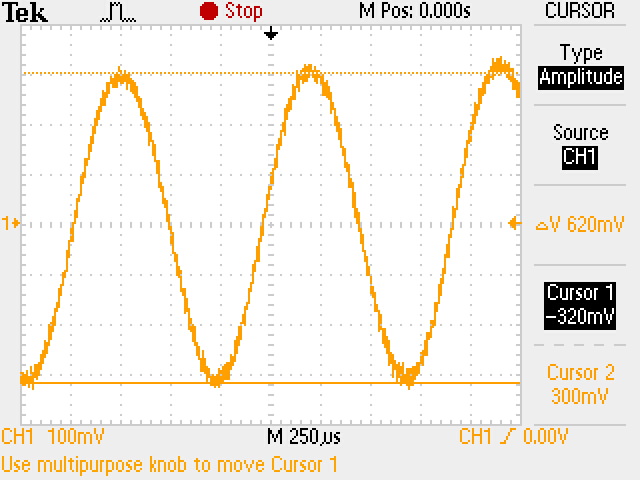 Tek Stop M Pos: 0.000s CURSOR
Type
Amplitude
Source
CH1
1
△V 620mV
Cursor 1
-320mV
Cursor 2
300mV
CH1 100mV M 250µs CH1 0.00V
Use multipurpose knob to move Cursor 1